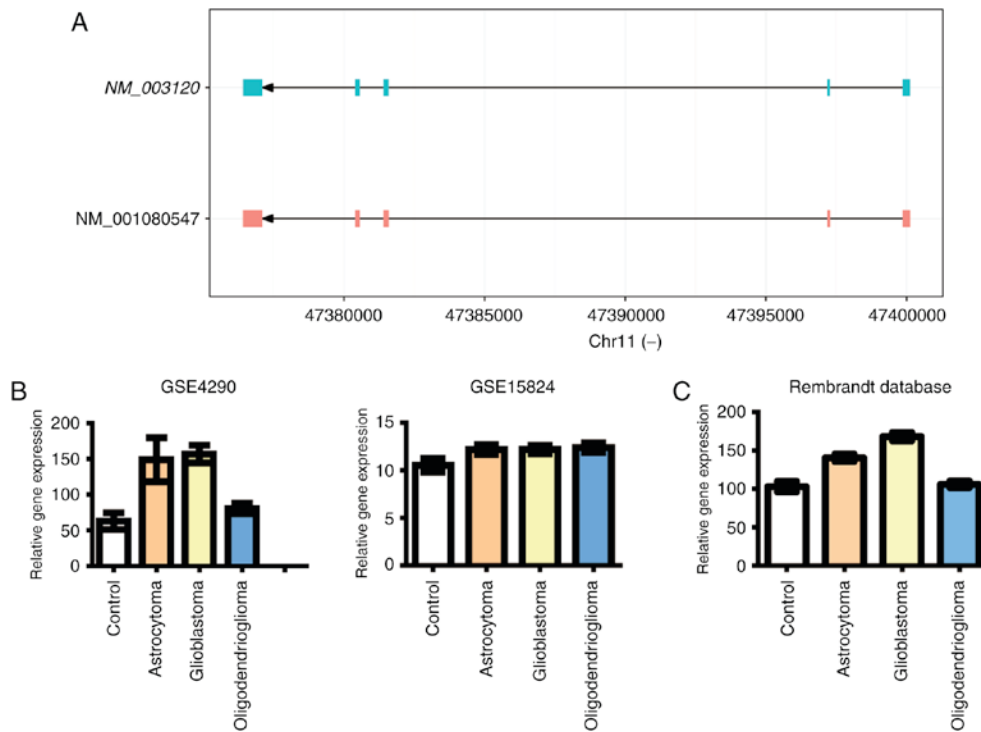 A
NM_003120
NM_001080547
47380000 47385000 47390000 47395000 47400000
Chr11 (–)
B
GSE4290
Relative gene expression
200
150
100
50
0
Control
Astrocytoma
Glioblastoma
Oligodendrioglioma
GSE15824
Relative gene expression
15
10
5
0
Control
Astrocytoma
Glioblastoma
Oligodendrioglioma
C
Rembrandt database
Relative gene expression
200
150
100
50
0
Control
Astrocytoma
Glioblastoma
Oligodendrioglioma